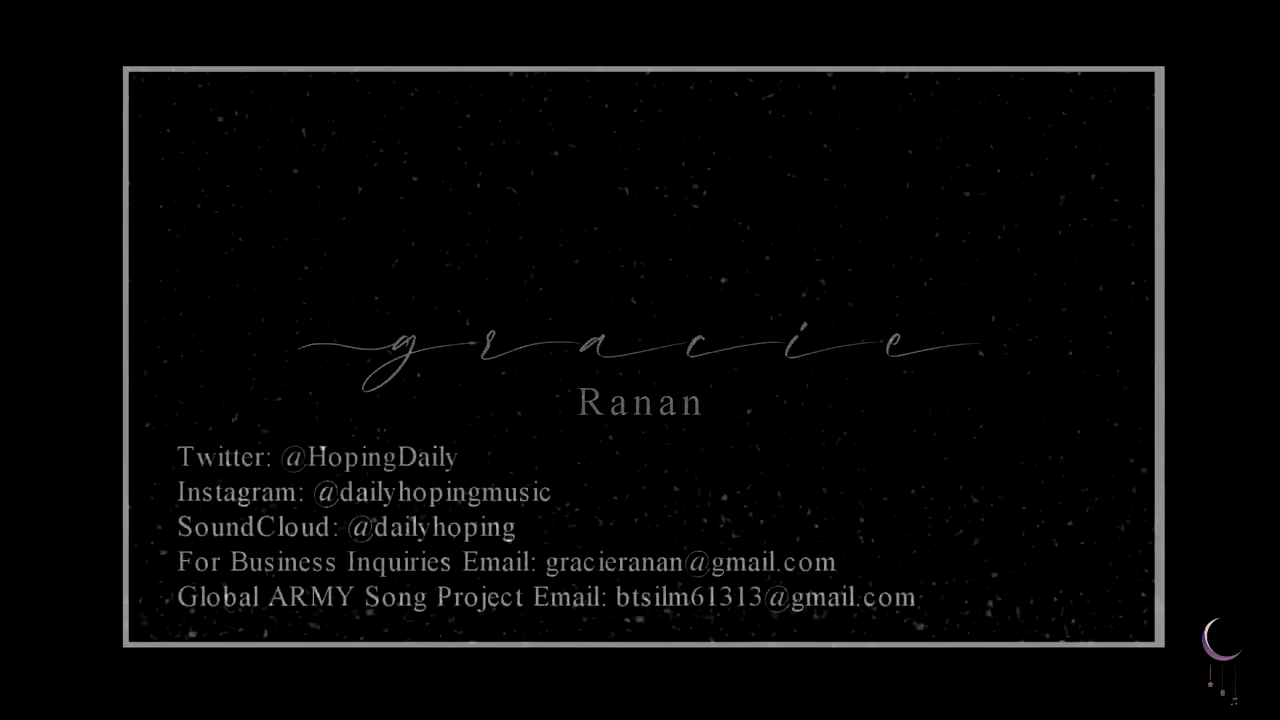 gracie
Ranan
Twitter: @HopingDaily
Instagram: @dailyhopingmusic
SoundCloud: @dailyhoping
For Business Inquiries Email: gracieranan@gmail.com
Global ARMY Song Project Email: btsilm61313@gmail.com